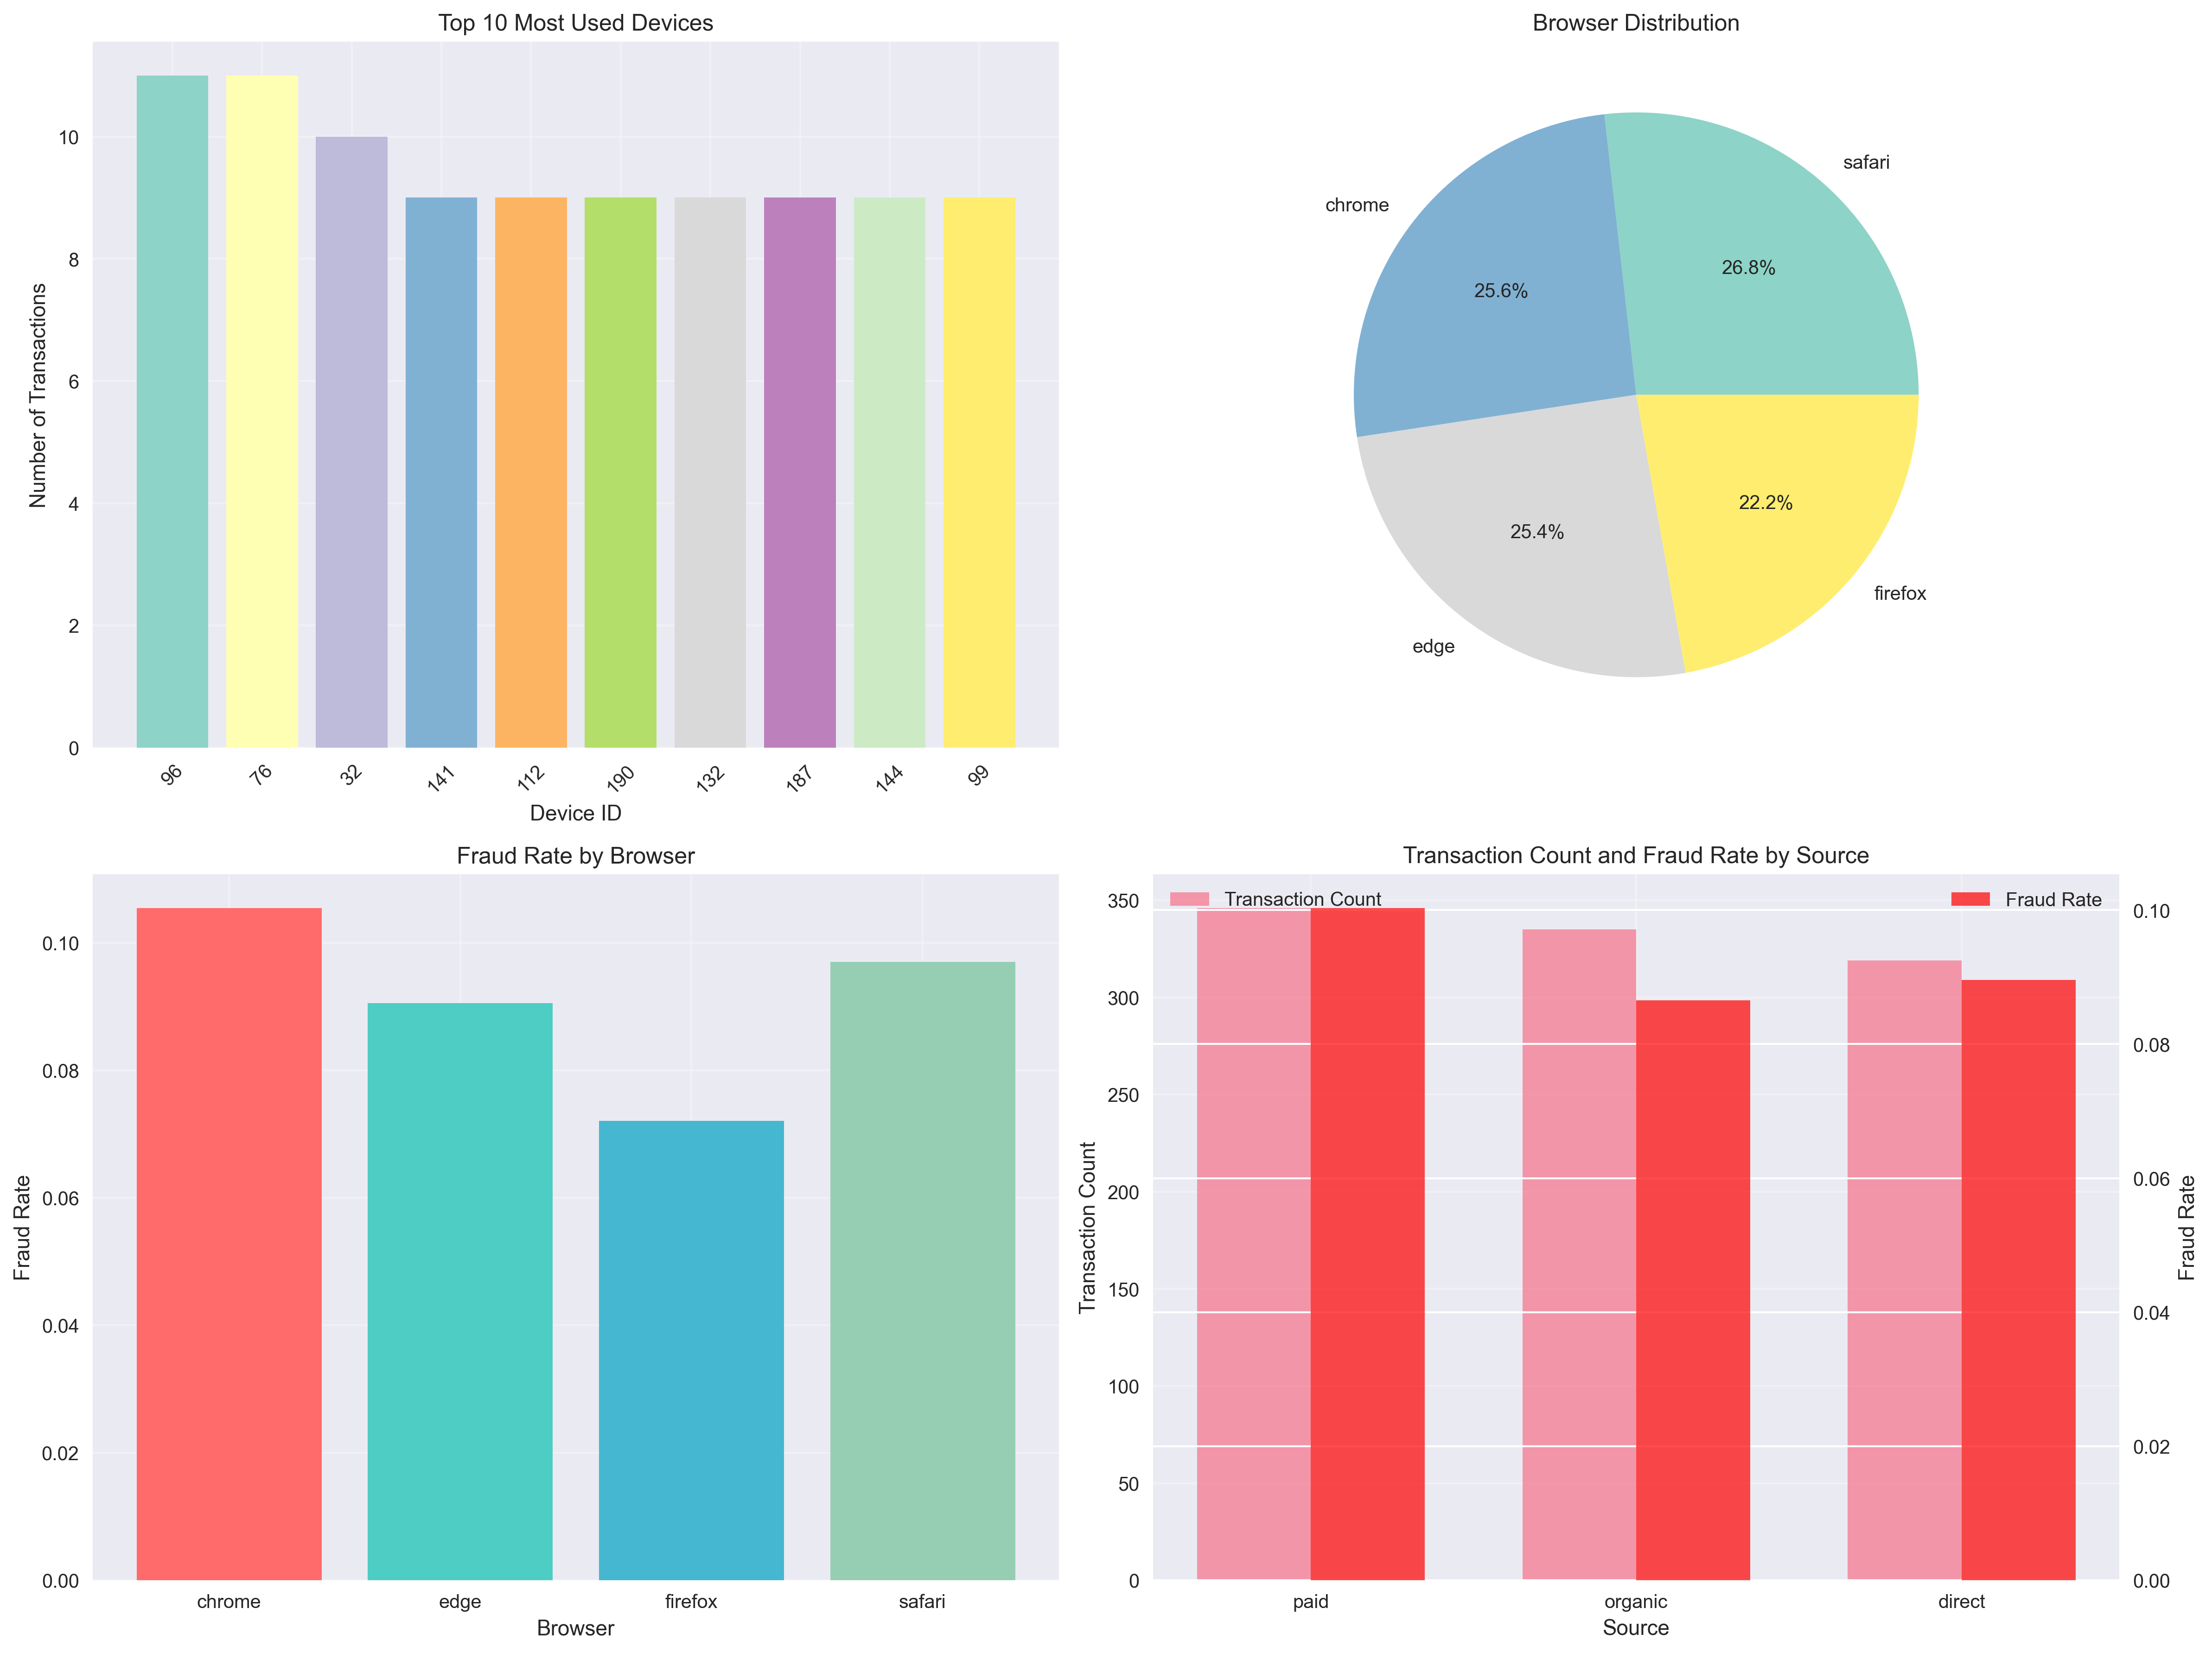 Top 10 Most Used Devices
Number of Transactions
10
8
6
4
2
0
96
76
32
141
112
190
132
187
144
99
Device ID
Browser Distribution
safari
chrome
edge
firefox
26.8%
25.6%
25.4%
22.2%
Fraud Rate by Browser
Fraud Rate
0.10
0.08
0.06
0.04
0.02
0.00
chrome
edge
firefox
safari
Browser
Transaction Count and Fraud Rate by Source
Transaction Count
Fraud Rate
Transaction Count
350
300
250
200
150
100
50
0
0.10
0.08
0.06
0.04
0.02
0.00
Fraud Rate
paid
organic
direct
Source